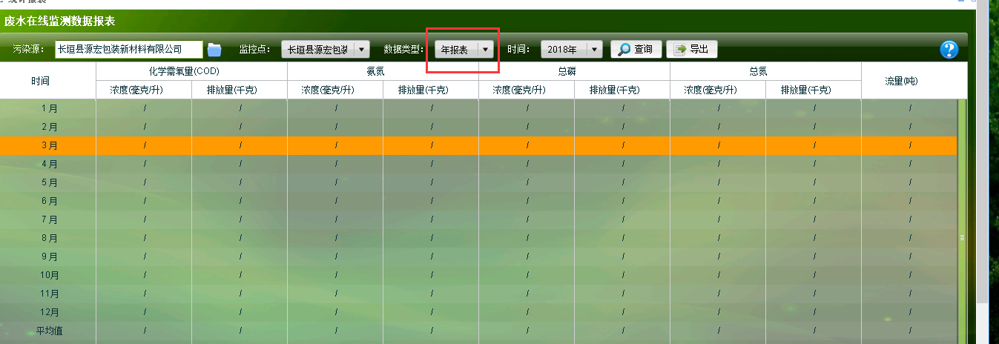 废水在线监测数据报表
污染源： 长垣县源宏包装新材料有限公司 监控点： 长垣县源宏包装 数据类型： 年报表 时间： 2018年 查询 导出
时间 化学需氧量(COD) 氨氮 总磷 总氮 流量(吨)
浓度(毫克/升) 排放量(千克) 浓度(毫克/升) 排放量(千克) 浓度(毫克/升) 排放量(千克) 浓度(毫克/升) 排放量(千克)
1月 / / / / / / / / /
2月 / / / / / / / / /
3月 / / / / / / / / /
4月 / / / / / / / / /
5月 / / / / / / / / /
6月 / / / / / / / / /
7月 / / / / / / / / /
8月 / / / / / / / / /
9月 / / / / / / / / /
10月 / / / / / / / / /
11月 / / / / / / / / /
12月 / / / / / / / / /
平均值 / / / / / / / / /